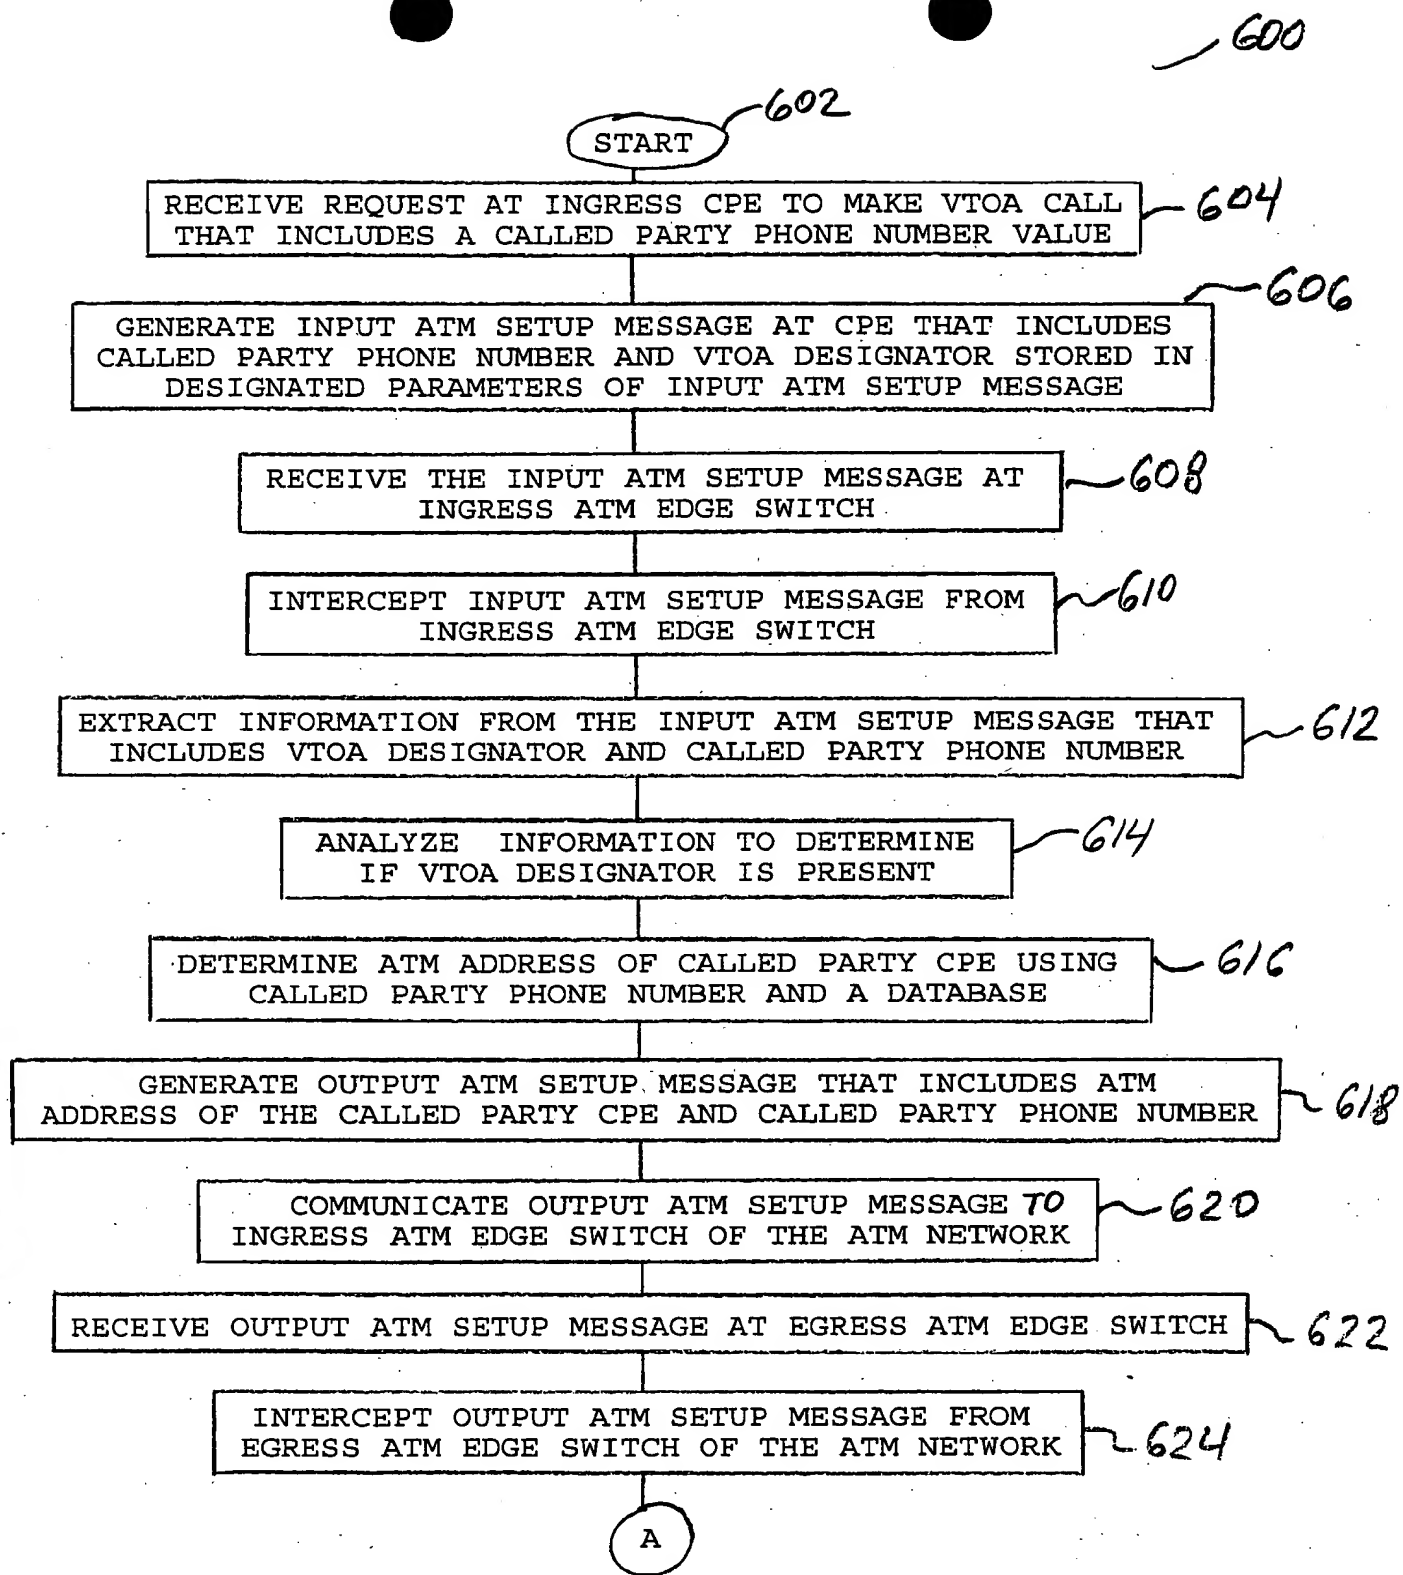 600
602
START
RECEIVE REQUEST AT INGRESS CPE TO MAKE VTOA CALL
THAT INCLUDES A CALLED PARTY PHONE NUMBER VALUE
604
606
GENERATE INPUT ATM SETUP MESSAGE AT CPE THAT INCLUDES
CALLED PARTY PHONE NUMBER AND VTOA DESIGNATOR STORED IN
DESIGNATED PARAMETERS OF INPUT ATM SETUP MESSAGE
RECEIVE THE INPUT ATM SETUP MESSAGE AT
INGRESS ATM EDGE SWITCH
608
INTERCEPT INPUT ATM SETUP MESSAGE FROM
INGRESS ATM EDGE SWITCH
610
EXTRACT INFORMATION FROM THE INPUT ATM SETUP MESSAGE THAT
INCLUDES VTOA DESIGNATOR AND CALLED PARTY PHONE NUMBER
612
ANALYZE INFORMATION TO DETERMINE
IF VTOA DESIGNATOR IS PRESENT
614
DETERMINE ATM ADDRESS OF CALLED PARTY CPE USING
CALLED PARTY PHONE NUMBER AND A DATABASE
616
GENERATE OUTPUT ATM SETUP MESSAGE THAT INCLUDES ATM
ADDRESS OF THE CALLED PARTY CPE AND CALLED PARTY PHONE NUMBER
618
COMMUNICATE OUTPUT ATM SETUP MESSAGE TO
INGRESS ATM EDGE SWITCH OF THE ATM NETWORK
620
RECEIVE OUTPUT ATM SETUP MESSAGE AT EGRESS ATM EDGE SWITCH
622
INTERCEPT OUTPUT ATM SETUP MESSAGE FROM
EGRESS ATM EDGE SWITCH OF THE ATM NETWORK
624
A